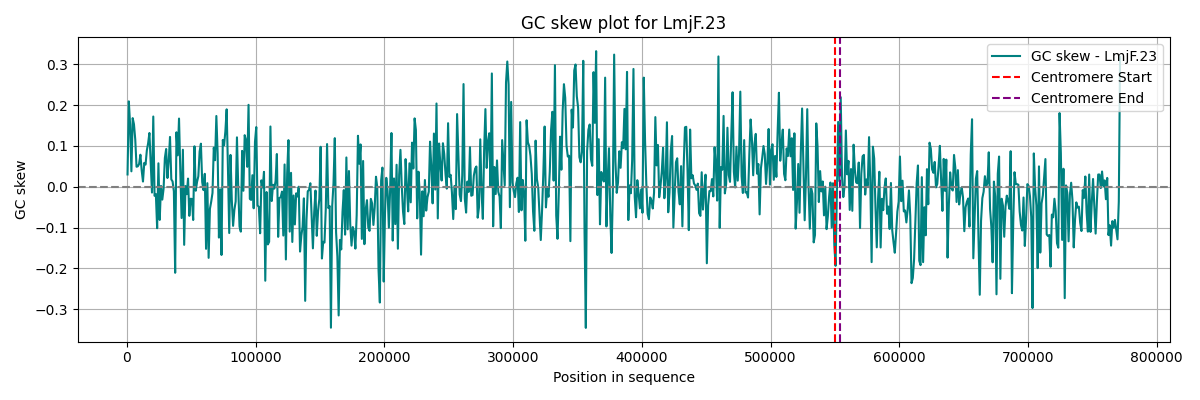 GC skew plot for LmjF.23
GC skew - LmjF.23
Centromere Start
Centromere End
GC skew
0.3
0.2
0.1
0.0
−0.1
−0.2
−0.3
0 100000 200000 300000 400000 500000 600000 700000 800000
Position in sequence